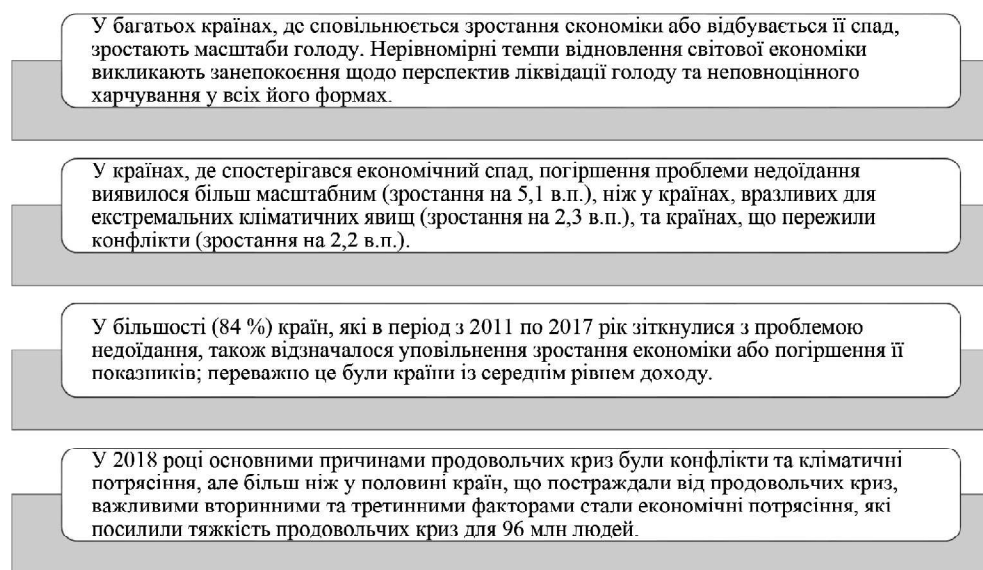 У багатьох країнах, де сповільнюється зростання економіки або відбувається її спад,
зростають масштаби голоду. Нерівномірні темпи відновлення світової економіки
викликають занепокоєння щодо перспектив ліквідації голоду та неповноцінного
харчування у всіх його формах.
У країнах, де спостерігався економічний спад, погіршення проблеми недоїдання
виявилося більш масштабним (зростання на 5,1 в.п.), ніж у країнах, вразливих для
екстремальних кліматичних явищ (зростання на 2,3 в.п.), та країнах, що пережили
конфлікти (зростання на 2,2 в.п.).
У більшості (84 %) країн, які в період з 2011 по 2017 рік зіткнулися з проблемою
недоїдання, також відзначалося уповільнення зростання економіки або погіршення її
показників; переважно це були країни із середнім рівнем доходу.
У 2018 році основними причинами продовольчих криз були конфлікти та кліматичні
потрясіння, але більш ніж у половині країн, що постраждали від продовольчих криз,
важливими вторинними та третинними факторами стали економічні потрясіння, які
посилили тяжкість продовольчих криз для 96 млн людей.